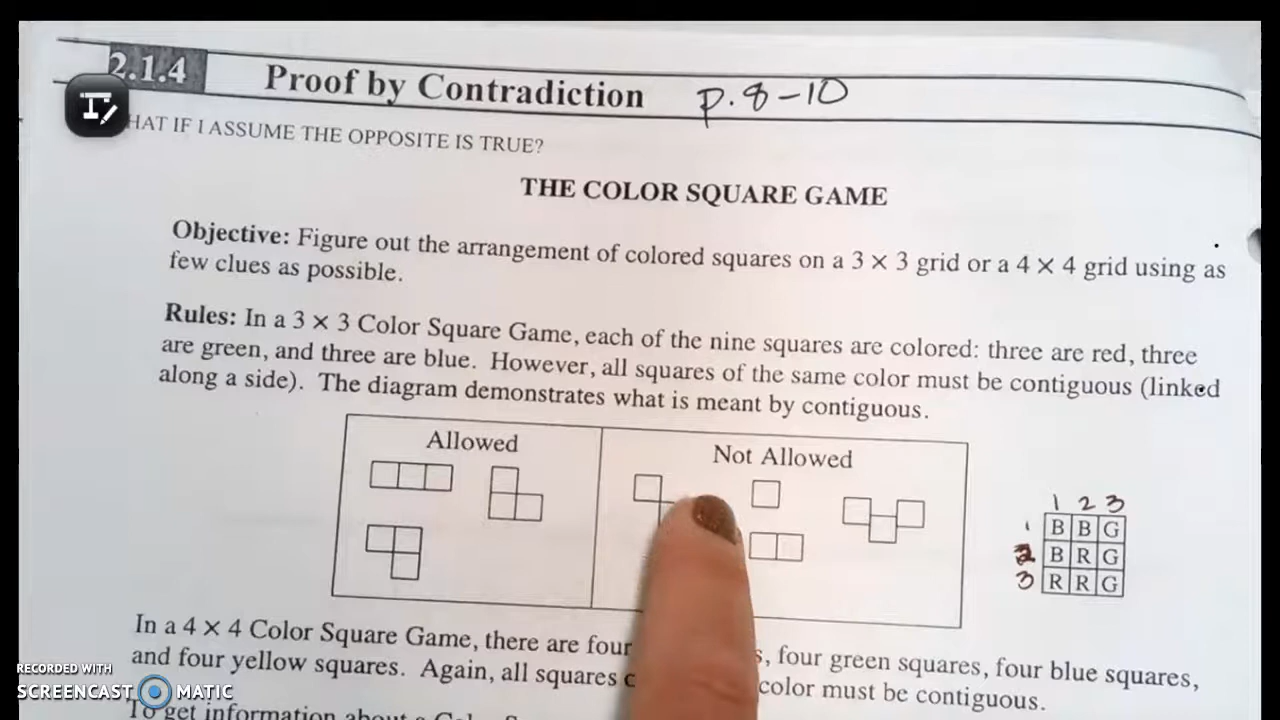 2.1.4 Proof by Contradiction p. 8-10
HAT IF I ASSUME THE OPPOSITE IS TRUE?
THE COLOR SQUARE GAME
Objective: Figure out the arrangement of colored squares on a 3 × 3 grid or a 4 × 4 grid using as
few clues as possible.
Rules: In a 3 × 3 Color Square Game, each of the nine squares are colored: three are red, three
are green, and three are blue. However, all squares of the same color must be contiguous (linked
along a side). The diagram demonstrates what is meant by contiguous.
Allowed
Not Allowed
1 2 3
1 B B G
2 B R G
3 R R G
In a 4 × 4 Color Square Game, there are four s, four green squares, four blue squares,
and four yellow squares. Again, all squares color must be contiguous.
To get information about a Color
RECORDED WITH
SCREENCAST MATIC